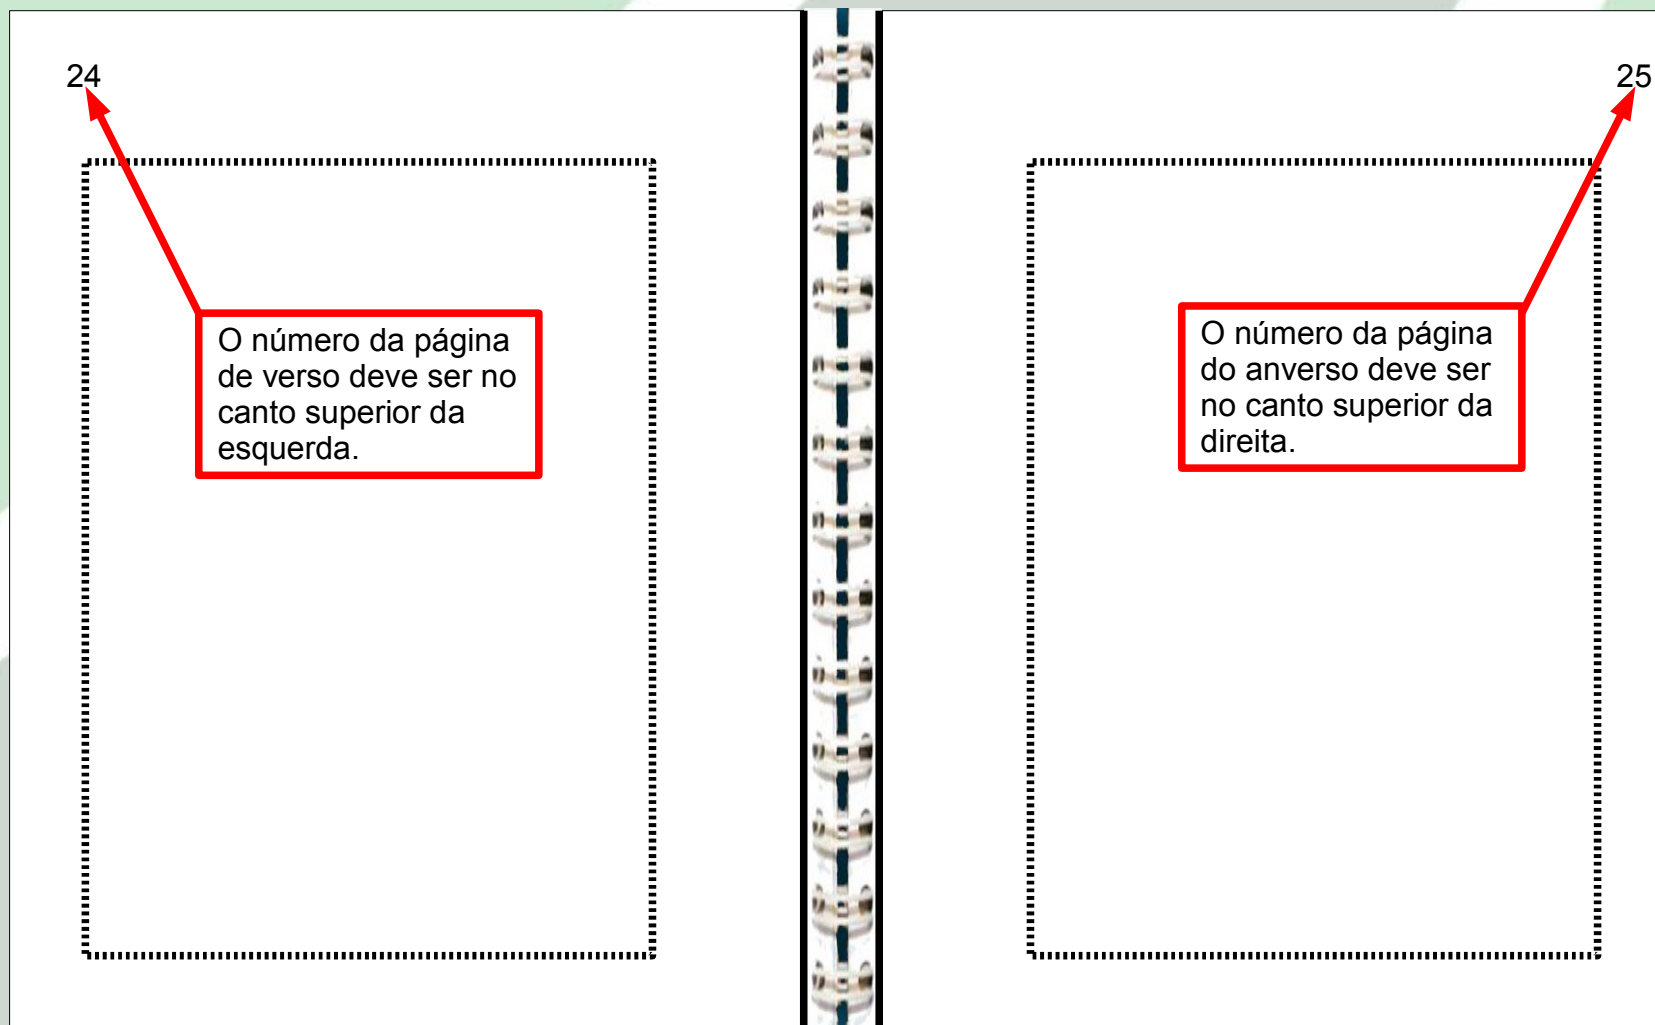 24
O número da página
de verso deve ser no
canto superior da
esquerda.
25
O número da página
do anverso deve ser
no canto superior da
direita.